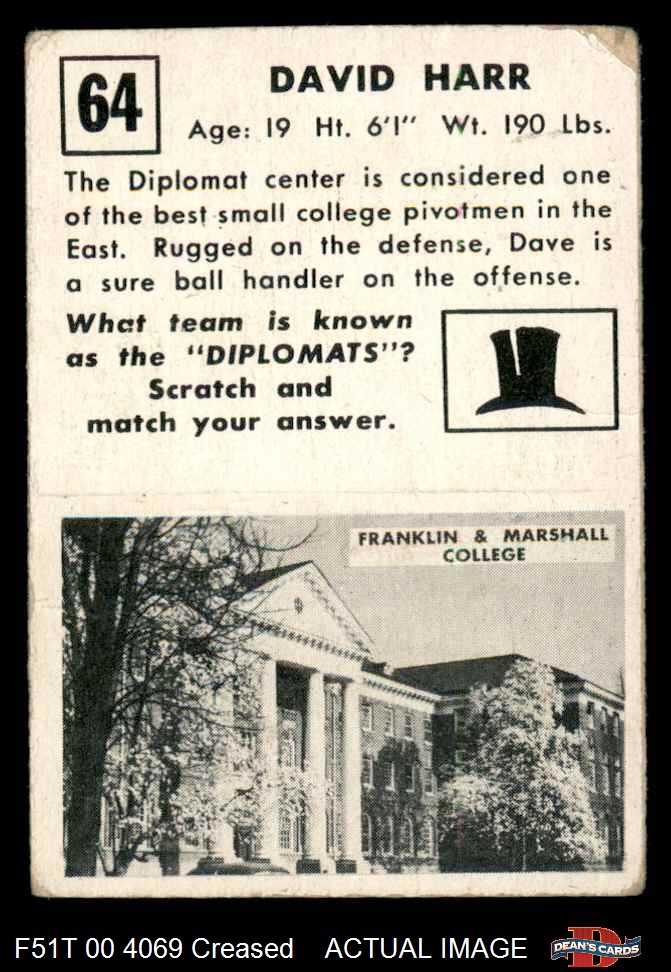 64
DAVID HARR
Age: 19 Ht. 6'1" Wt. 190 Lbs.
The Diplomat center is considered one
of the best small college pivotmen in the
East. Rugged on the defense, Dave is
a sure ball handler on the offense.
What team is known
as the "DIPLOMATS"?
Scratch and
match your answer.
FRANKLIN & MARSHALL
COLLEGE
F51T 00 4069 Creased ACTUAL IMAGE
D
DEAN'S CARDS